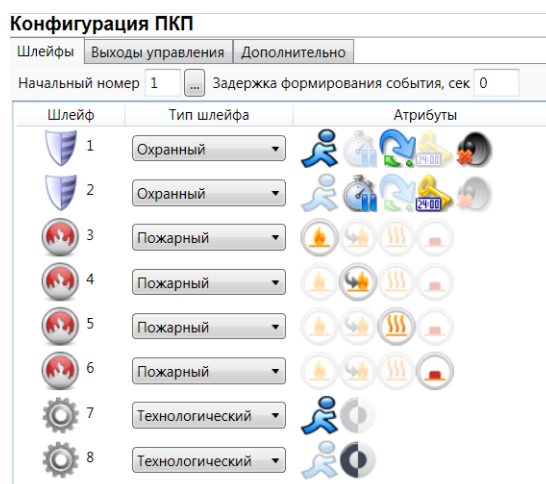 Конфигурация ПКП
Шлейфы Выходы управления Дополнительно
Начальный номер 1 ... Задержка формирования события, сек 0
Шлейф Тип шлейфа Атрибуты
1 Охранный 24:00
2 Охранный 24:00
3 Пожарный
4 Пожарный
5 Пожарный
6 Пожарный
7 Технологический
8 Технологический